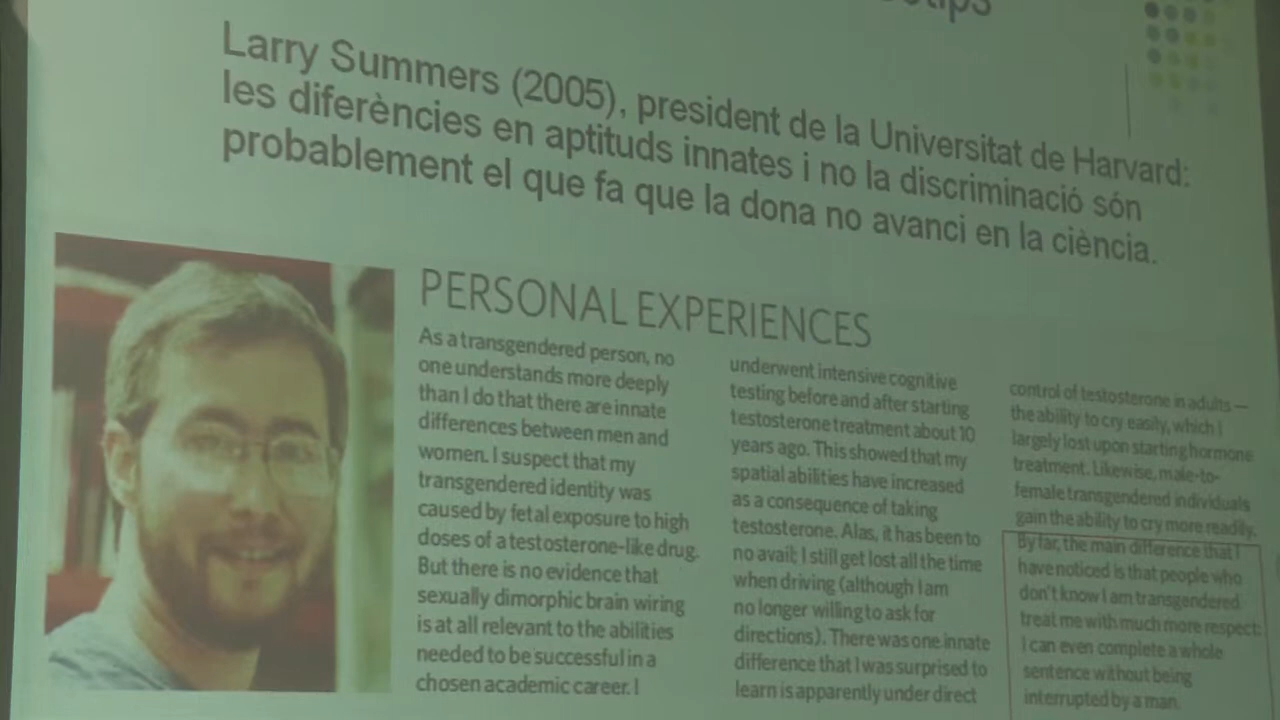 Larry Summers (2005), president de la Universitat de Harvard:
les diferències en aptituds innates i no la discriminació són
probablement el que fa que la dona no avanci en la ciència.
PERSONAL EXPERIENCES
As a transgendered person, no
one understands more deeply
than I do that there are innate
differences between men and
women. I suspect that my
transgendered identity was
caused by fetal exposure to high
doses of a testosterone-like drug.
But there is no evidence that
sexually dimorphic brain wiring
is at all relevant to the abilities
needed to be successful in a
chosen academic career. I
underwent intensive cognitive
testing before and after starting
testosterone treatment about 10
years ago. This showed that my
spatial abilities have increased
as a consequence of taking
testosterone. Alas, it has been to
no avail; I still get lost all the time
when driving (although I am
no longer willing to ask for
directions). There was one innate
difference that I was surprised to
learn is apparently under direct
control of testosterone in adults —
the ability to cry easily, which I
largely lost upon starting hormone
treatment. Likewise, male-to-
female transgendered individuals
gain the ability to cry more readily.
By far, the main difference that I
have noticed is that people who
don't know I am transgendered
treat me with much more respect:
I can even complete a whole
sentence without being
interrupted by a man.